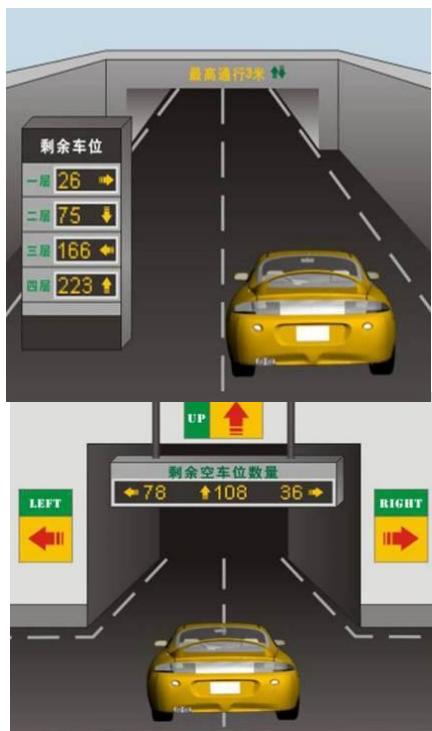 最高通行3米
剩余车位
一层 26
二层 75
三层 166
四层 223
UP
剩余空车位数量
78 108 36
LEFT
RIGHT